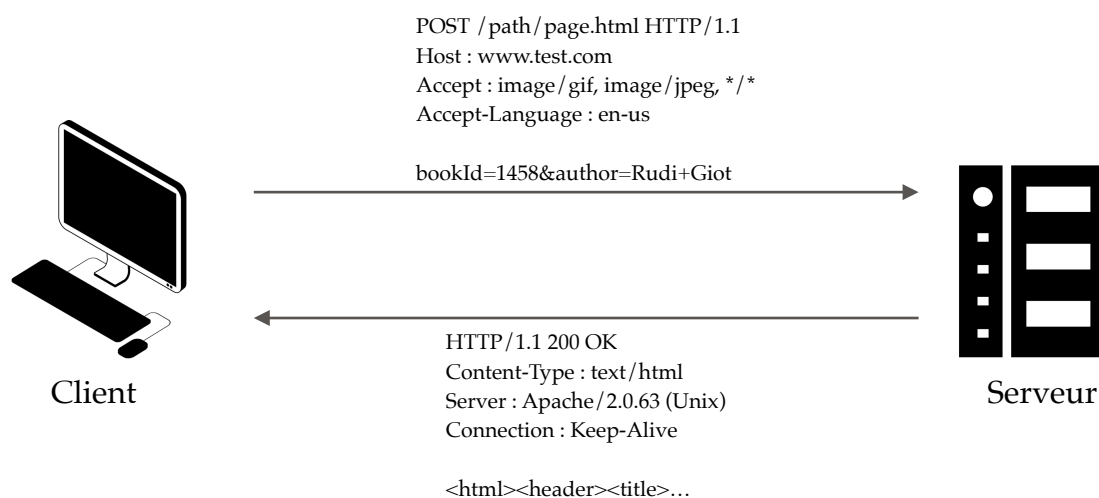 POST /path/page.html HTTP/1.1
Host : www.test.com
Accept : image/gif, image/jpeg, */*
Accept-Language : en-us
bookId=1458&author=Rudi+Giot
HTTP/1.1 200 OK
Content-Type : text/html
Server : Apache/2.0.63 (Unix)
Connection : Keep-Alive
<html><header><title>…
Client
Serveur